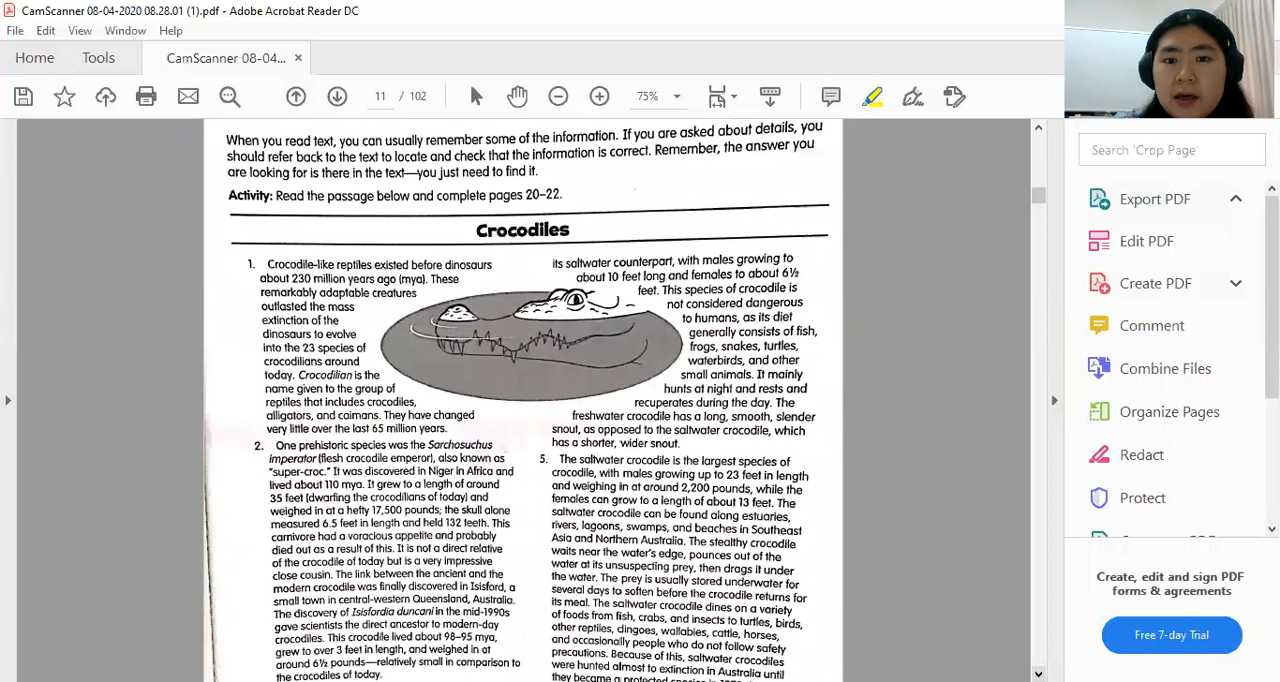 CamScanner 08-04-2020 08.28.01 (1).pdf - Adobe Acrobat Reader DC
File Edit View Window Help
Home Tools CamScanner 08-04... ×
11 / 102 75%
When you read text, you can usually remember some of the information. If you are asked about details, you
should refer back to the text to locate and check that the information is correct. Remember, the answer you
are looking for is there in the text—you just need to find it.
Activity: Read the passage below and complete pages 20–22.
Crocodiles
1. Crocodile-like reptiles existed before dinosaurs
about 230 million years ago (mya). These
remarkably adaptable creatures
outlasted the mass
extinction of the
dinosaurs to evolve
into the 23 species of
crocodilians around
today. Crocodilian is the
name given to the group of
reptiles that includes crocodiles,
alligators, and caimans. They have changed
very little over the last 65 million years.
2. One prehistoric species was the Sarchosuchus
imperator (flesh crocodile emperor), also known as
"super-croc." It was discovered in Niger in Africa and
lived about 110 mya. It grew to a length of around
35 feet (dwarfing the crocodilians of today) and
weighed in at a hefty 17,500 pounds; the skull alone
measured 6.5 feet in length and held 132 teeth. This
carnivore had a voracious appetite and probably
died out as a result of this. It is not a direct relative
of the crocodile of today but is a very impressive
close cousin. The link between the ancient and the
modern crocodile was finally discovered in Isisford, a
small town in central-western Queensland, Australia.
The discovery of Isisfordia duncani in the mid-1990s
gave scientists the direct ancestor to modern-day
crocodiles. This crocodile lived about 98–95 mya,
grew to over 3 feet in length, and weighed in at
around 6½ pounds—relatively small in comparison to
the crocodiles of today.
its saltwater counterpart, with males growing to
about 10 feet long and females to about 6½
feet. This species of crocodile is
not considered dangerous
to humans, as its diet
generally consists of fish,
frogs, snakes, turtles,
waterbirds, and other
small animals. It mainly
hunts at night and rests and
recuperates during the day. The
freshwater crocodile has a long, smooth, slender
snout, as opposed to the saltwater crocodile, which
has a shorter, wider snout.
5. The saltwater crocodile is the largest species of
crocodile, with males growing up to 23 feet in length
and weighing in at around 2,200 pounds, while the
females can grow to a length of about 13 feet. The
saltwater crocodile can be found along estuaries,
rivers, lagoons, swamps, and beaches in Southeast
Asia and Northern Australia. The stealthy crocodile
waits near the water's edge, pounces out of the
water at its unsuspecting prey, then drags it under
the water. The prey is usually stored underwater for
several days to soften before the crocodile returns for
its meal. The saltwater crocodile dines on a variety
of foods from fish, crabs, and insects to turtles, birds,
other reptiles, dingoes, wallabies, cattle, horses,
and occasionally people who do not follow safety
precautions. Because of this, saltwater crocodiles
were hunted almost to extinction in Australia until
they became a protected species in
Search 'Crop Page'
Export PDF
Edit PDF
Create PDF
Comment
Combine Files
Organize Pages
Redact
Protect
Create, edit and sign PDF
forms & agreements
Free 7-day Trial